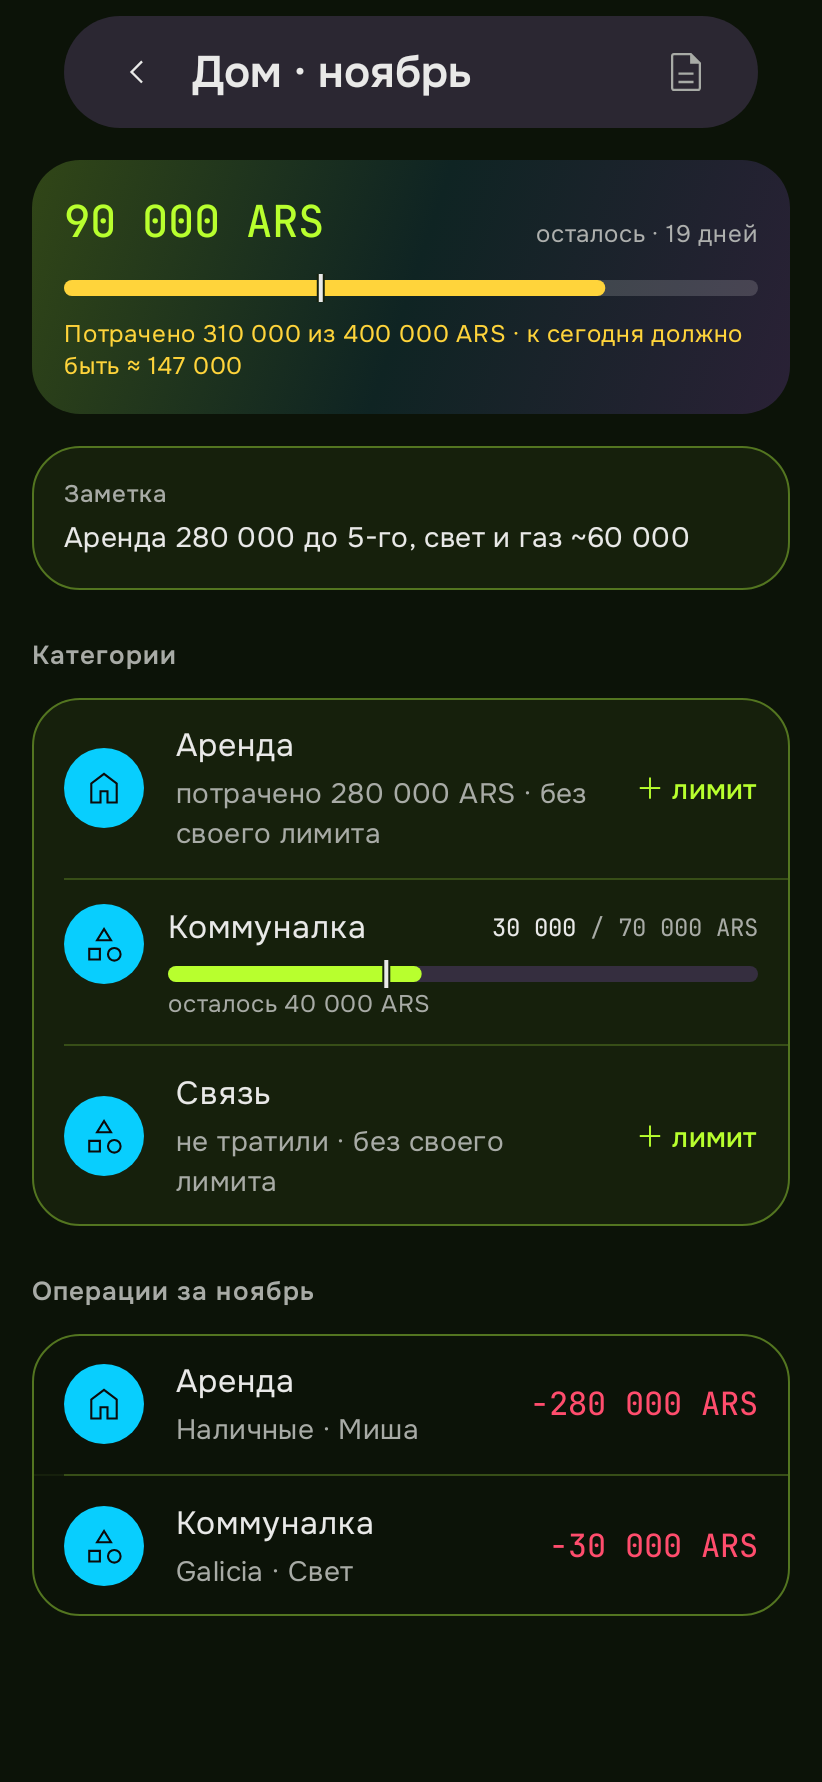 Дом · ноябрь
90 000 ARS
осталось · 19 дней
Потрачено 310 000 из 400 000 ARS · к сегодня должно
быть ≈ 147 000
Заметка
Аренда 280 000 до 5-го, свет и газ ~60 000
Категории
Аренда
потрачено 280 000 ARS · без
своего лимита
+ лимит
Коммуналка
30 000 / 70 000 ARS
осталось 40 000 ARS
Связь
не тратили · без своего
лимита
+ лимит
Операции за ноябрь
Аренда
Наличные · Миша
-280 000 ARS
Коммуналка
Galicia · Свет
-30 000 ARS